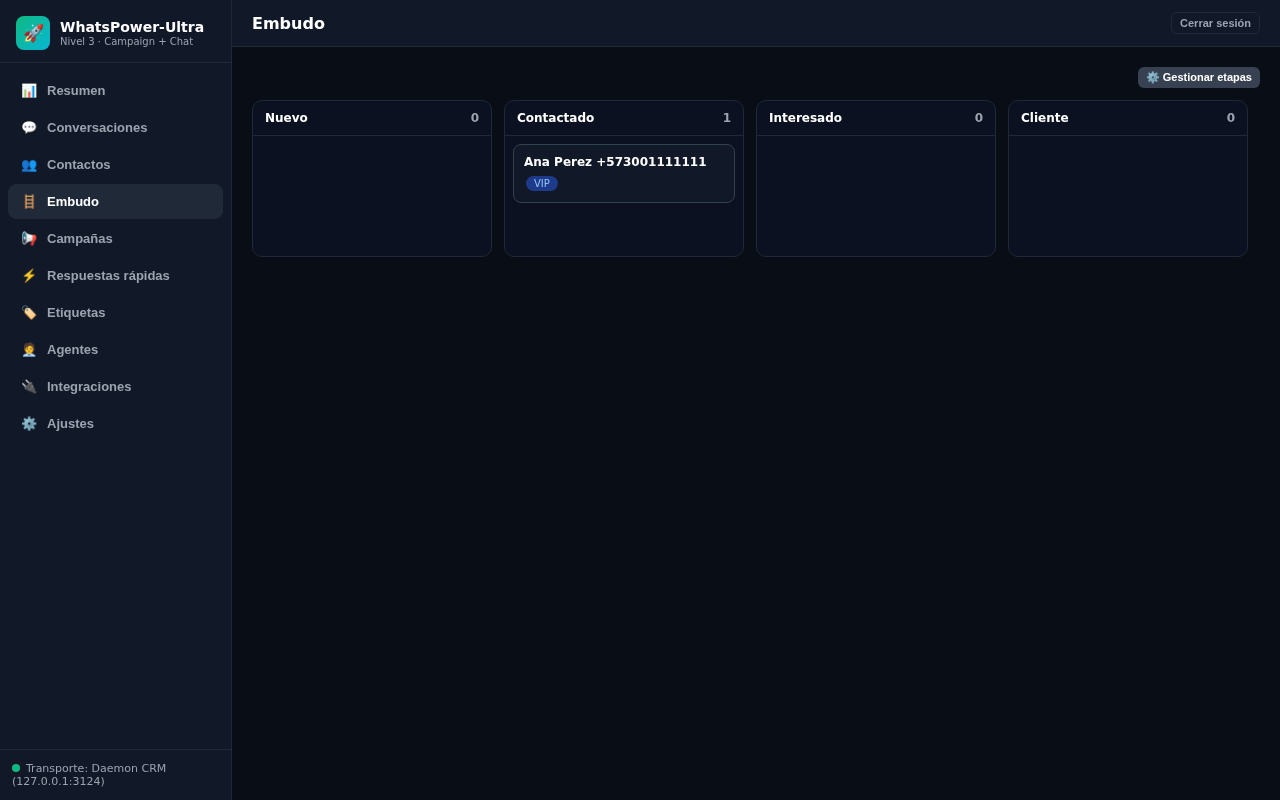 WhatsPower-Ultra
Nivel 3 · Campaign + Chat
Resumen
Conversaciones
Contactos
Embudo
Campañas
Respuestas rápidas
Etiquetas
Agentes
Integraciones
Ajustes
Transporte: Daemon CRM
(127.0.0.1:3124)
Embudo
Cerrar sesión
Gestionar etapas
Nuevo 0
Contactado 1
Ana Perez +573001111111
VIP
Interesado 0
Cliente 0